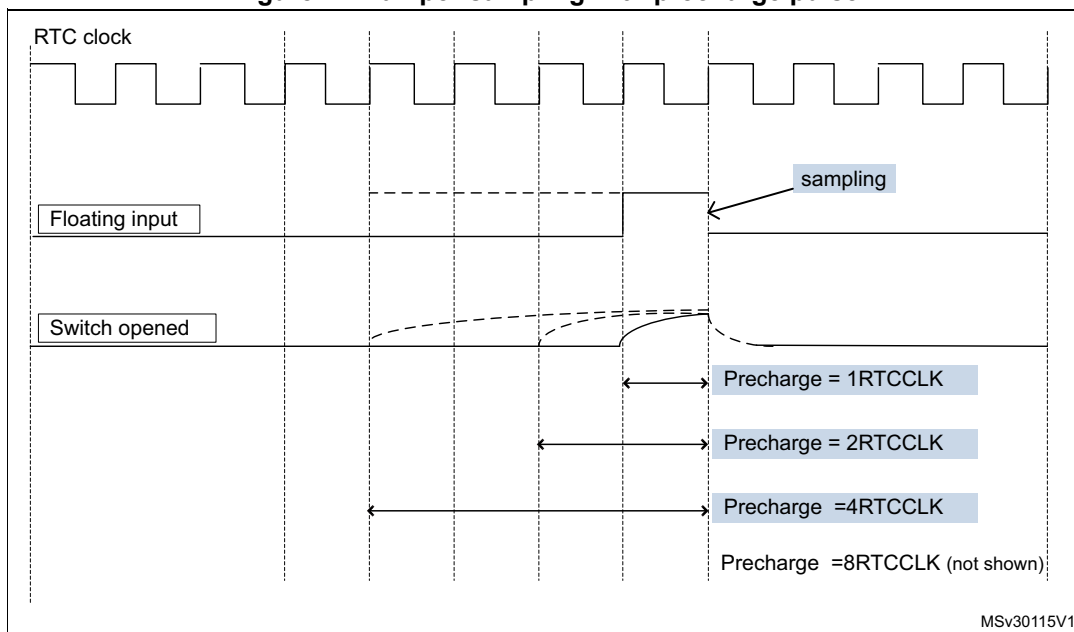 RTC clock
sampling
Floating input
Switch opened
Precharge = 1RTCCLK
Precharge = 2RTCCLK
Precharge =4RTCCLK
Precharge =8RTCCLK (not shown)
MSv30115V1